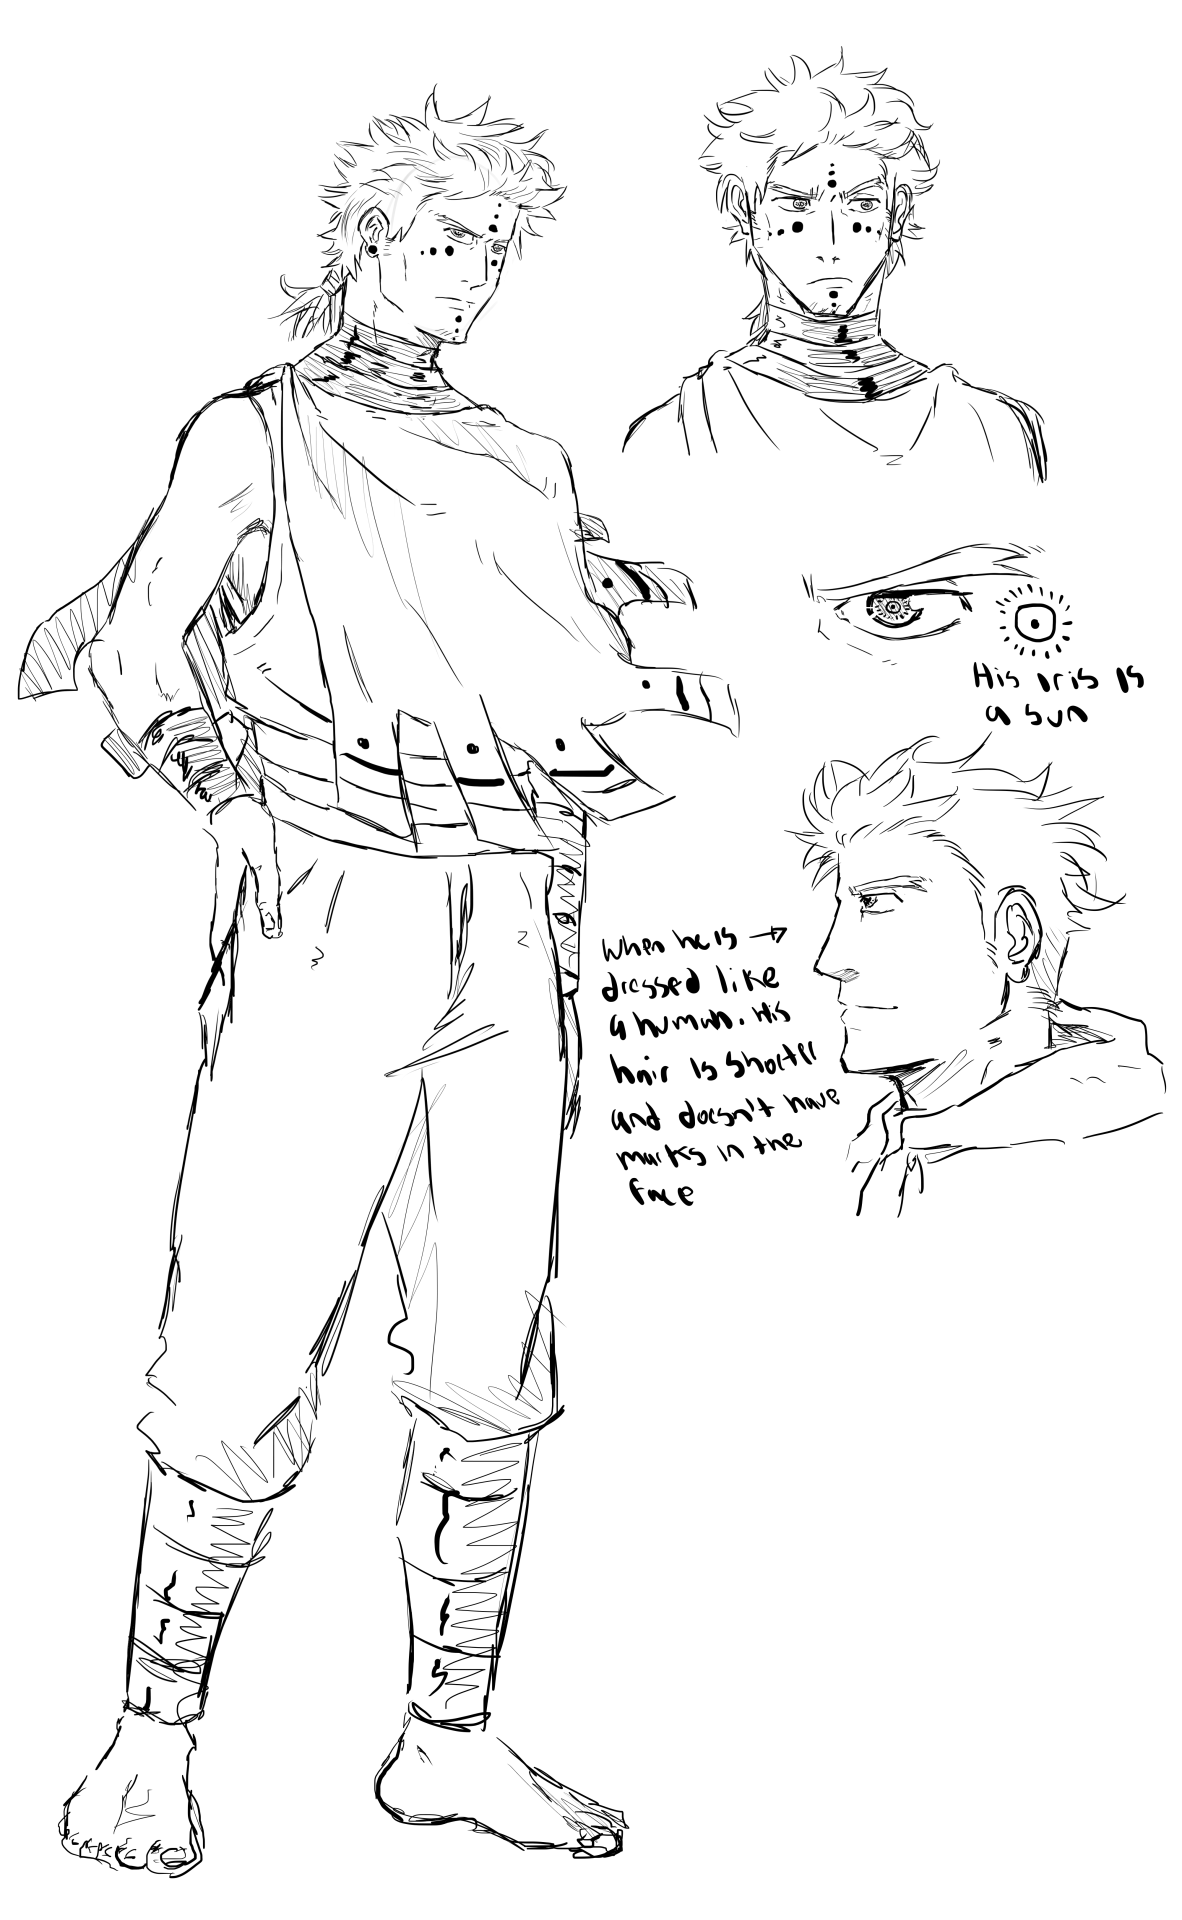 His iris is
a sun
When he is →
dressed like
a human. His
hair is shorter
and doesn't have
marks in the
face